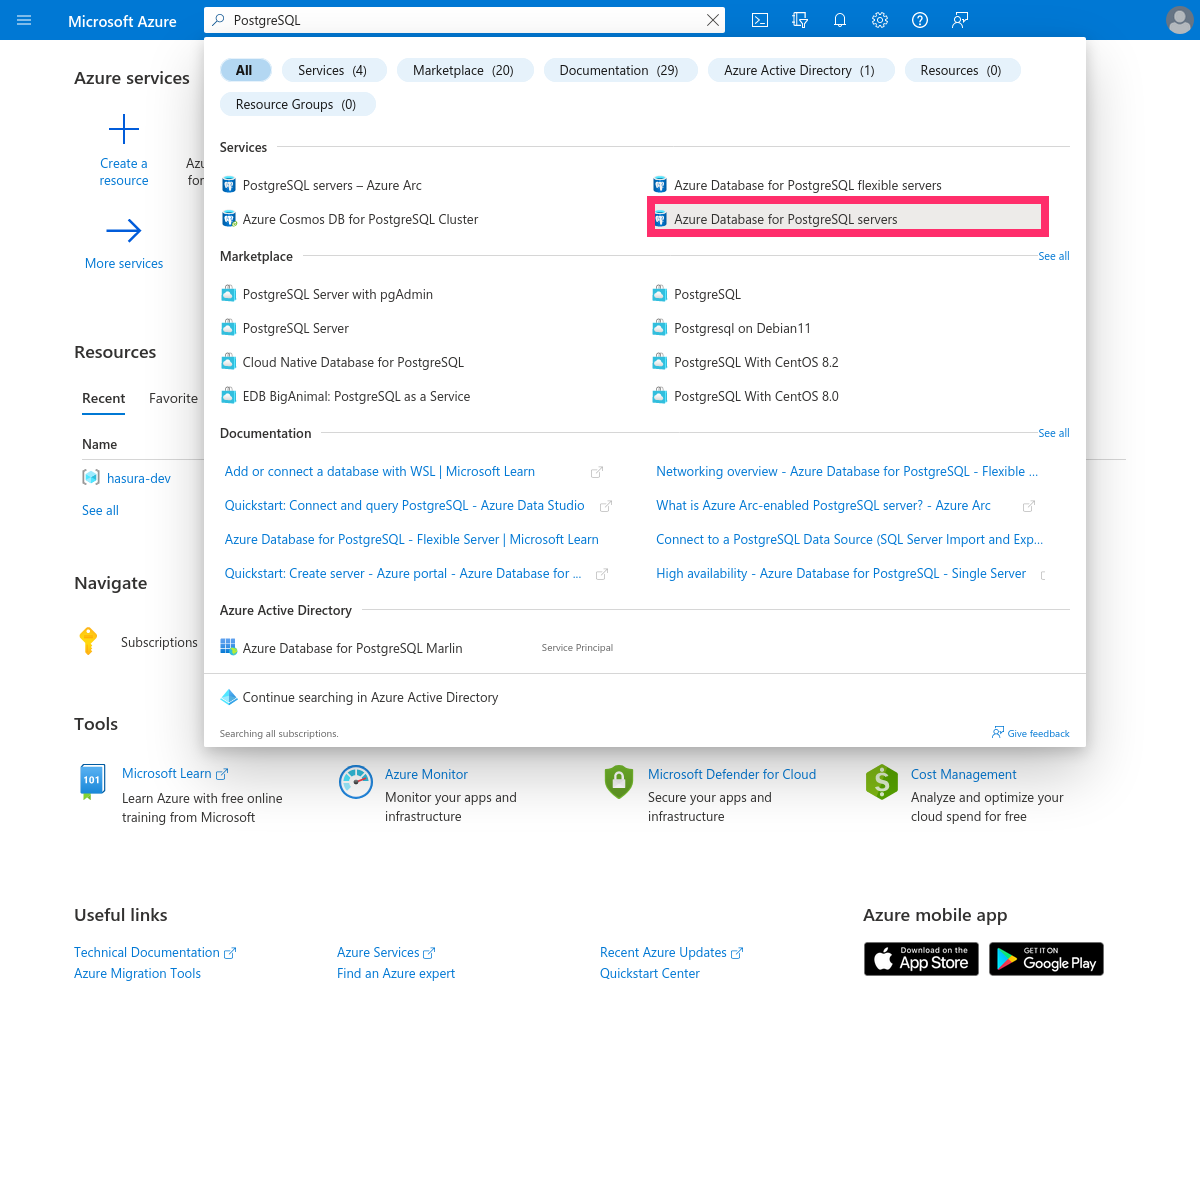 Microsoft Azure
PostgreSQL
All
Services (4)
Marketplace (20)
Documentation (29)
Azure Active Directory (1)
Resources (0)
Resource Groups (0)
Azure services
Create a
resource
Azu
for
More services
Services
PostgreSQL servers – Azure Arc
Azure Database for PostgreSQL flexible servers
Azure Cosmos DB for PostgreSQL Cluster
Azure Database for PostgreSQL servers
Marketplace
See all
PostgreSQL Server with pgAdmin
PostgreSQL
PostgreSQL Server
Postgresql on Debian11
Cloud Native Database for PostgreSQL
PostgreSQL With CentOS 8.2
EDB BigAnimal: PostgreSQL as a Service
PostgreSQL With CentOS 8.0
Documentation
See all
Add or connect a database with WSL | Microsoft Learn
Networking overview - Azure Database for PostgreSQL - Flexible ...
Quickstart: Connect and query PostgreSQL - Azure Data Studio
What is Azure Arc-enabled PostgreSQL server? - Azure Arc
Azure Database for PostgreSQL - Flexible Server | Microsoft Learn
Connect to a PostgreSQL Data Source (SQL Server Import and Exp...
Quickstart: Create server - Azure portal - Azure Database for ...
High availability - Azure Database for PostgreSQL - Single Server
Azure Active Directory
Azure Database for PostgreSQL Marlin
Service Principal
Continue searching in Azure Active Directory
Searching all subscriptions.
Give feedback
Resources
Recent
Favorite
Name
hasura-dev
See all
Navigate
Subscriptions
Tools
101
Microsoft Learn
Learn Azure with free online
training from Microsoft
Azure Monitor
Monitor your apps and
infrastructure
Microsoft Defender for Cloud
Secure your apps and
infrastructure
Cost Management
Analyze and optimize your
cloud spend for free
Useful links
Technical Documentation
Azure Services
Recent Azure Updates
Azure Migration Tools
Find an Azure expert
Quickstart Center
Azure mobile app
Download on the
App Store
GET IT ON
Google Play